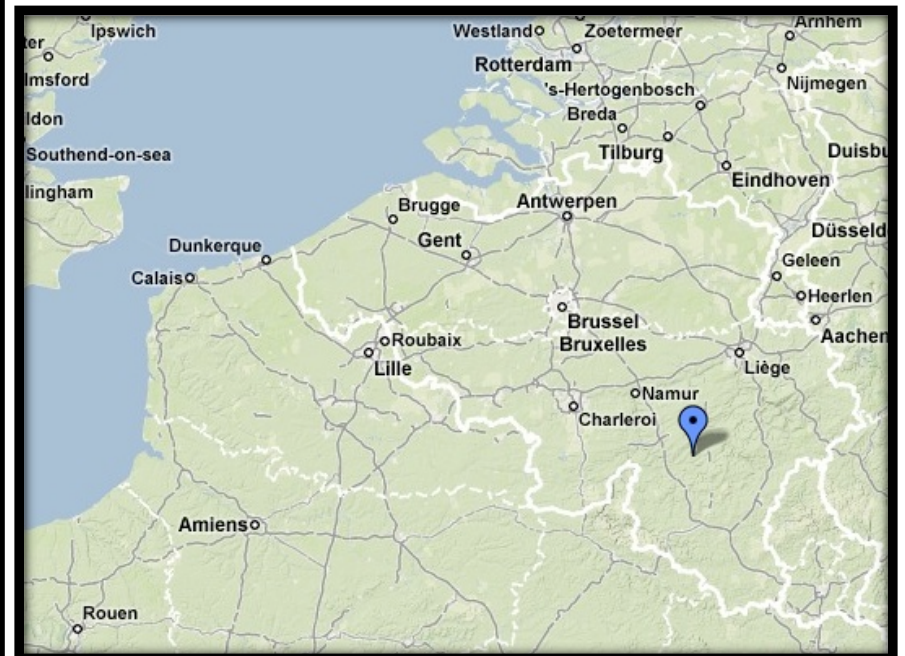 Ipswich
Westland
Zoetermeer
Arnhem
ter
Rotterdam
lmsford
Nijmegen
's-Hertogenbosch
ldon
Breda
Southend-on-sea
Tilburg
Duisbu
Eindhoven
lingham
Brugge
Antwerpen
Düsseld
Gent
Dunkerque
Geleen
Calais
Heerlen
Brussel
Bruxelles
Aachen
Roubaix
Lille
Liège
Namur
Charleroi
Amiens
Rouen